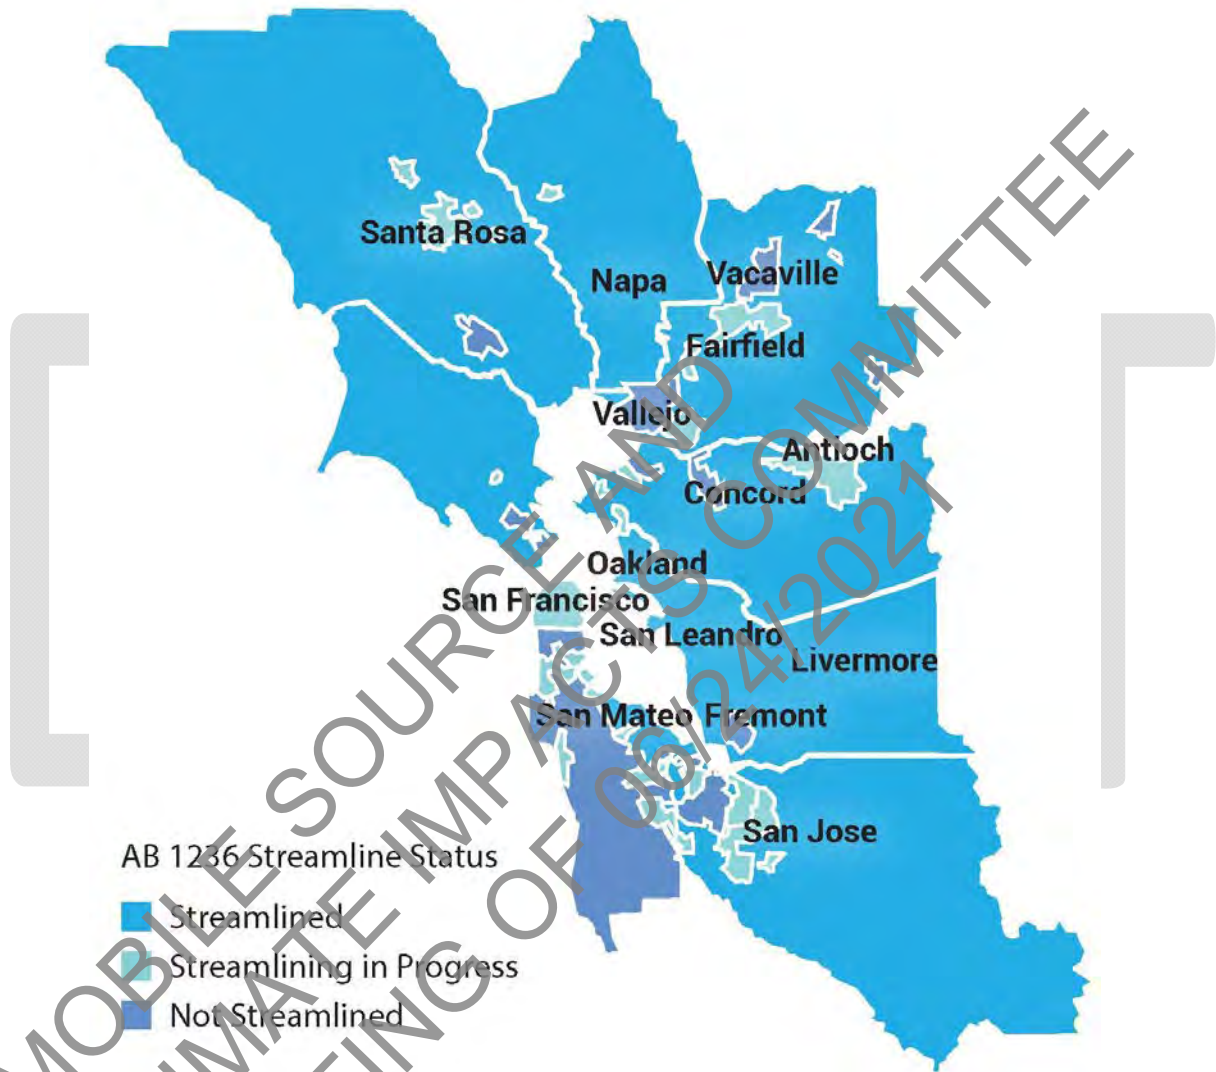 Santa Rosa
Napa
Vacaville
Fairfield
Vallejo
Antioch
Concord
Oakland
San Francisco
San Leandro
Livermore
San Mateo
Fremont
San Jose
AB 1236 Streamline Status
Streamlined
Streamlining in Progress
Not Streamlined
MOBILE SOURCE AND
IMATE IMPACTS COMMITTEE
TING OF 06/24/2021